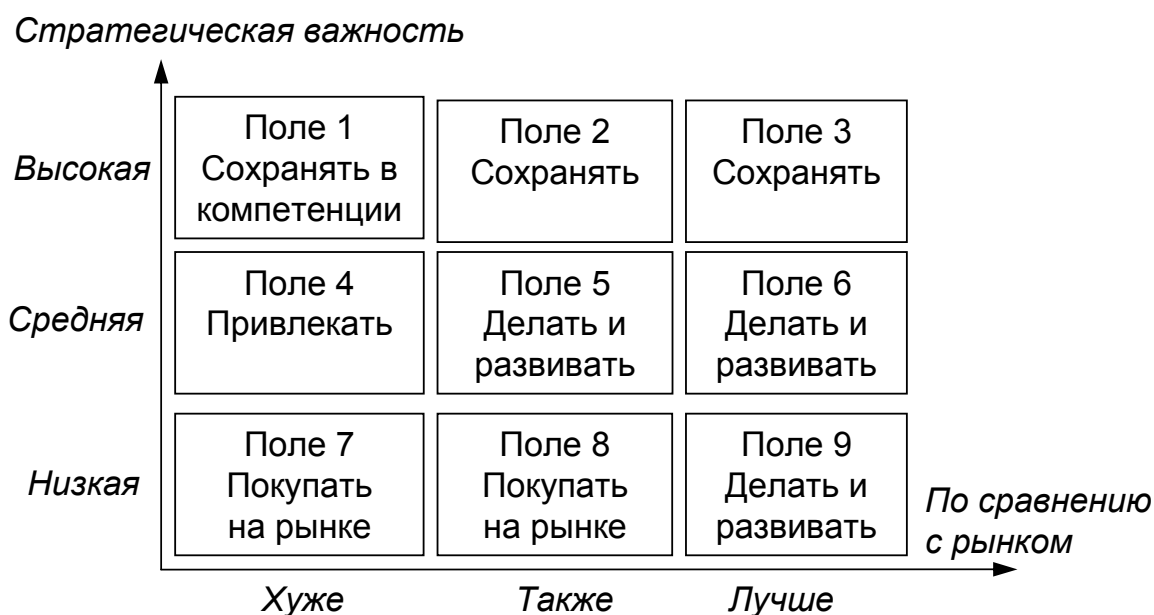 Стратегическая важность
Высокая
Поле 1
Сохранять в
компетенции
Поле 2
Сохранять
Поле 3
Сохранять
Средняя
Поле 4
Привлекать
Поле 5
Делать и
развивать
Поле 6
Делать и
развивать
Низкая
Поле 7
Покупать
на рынке
Поле 8
Покупать
на рынке
Поле 9
Делать и
развивать
По сравнению
с рынком
Хуже
Также
Лучше